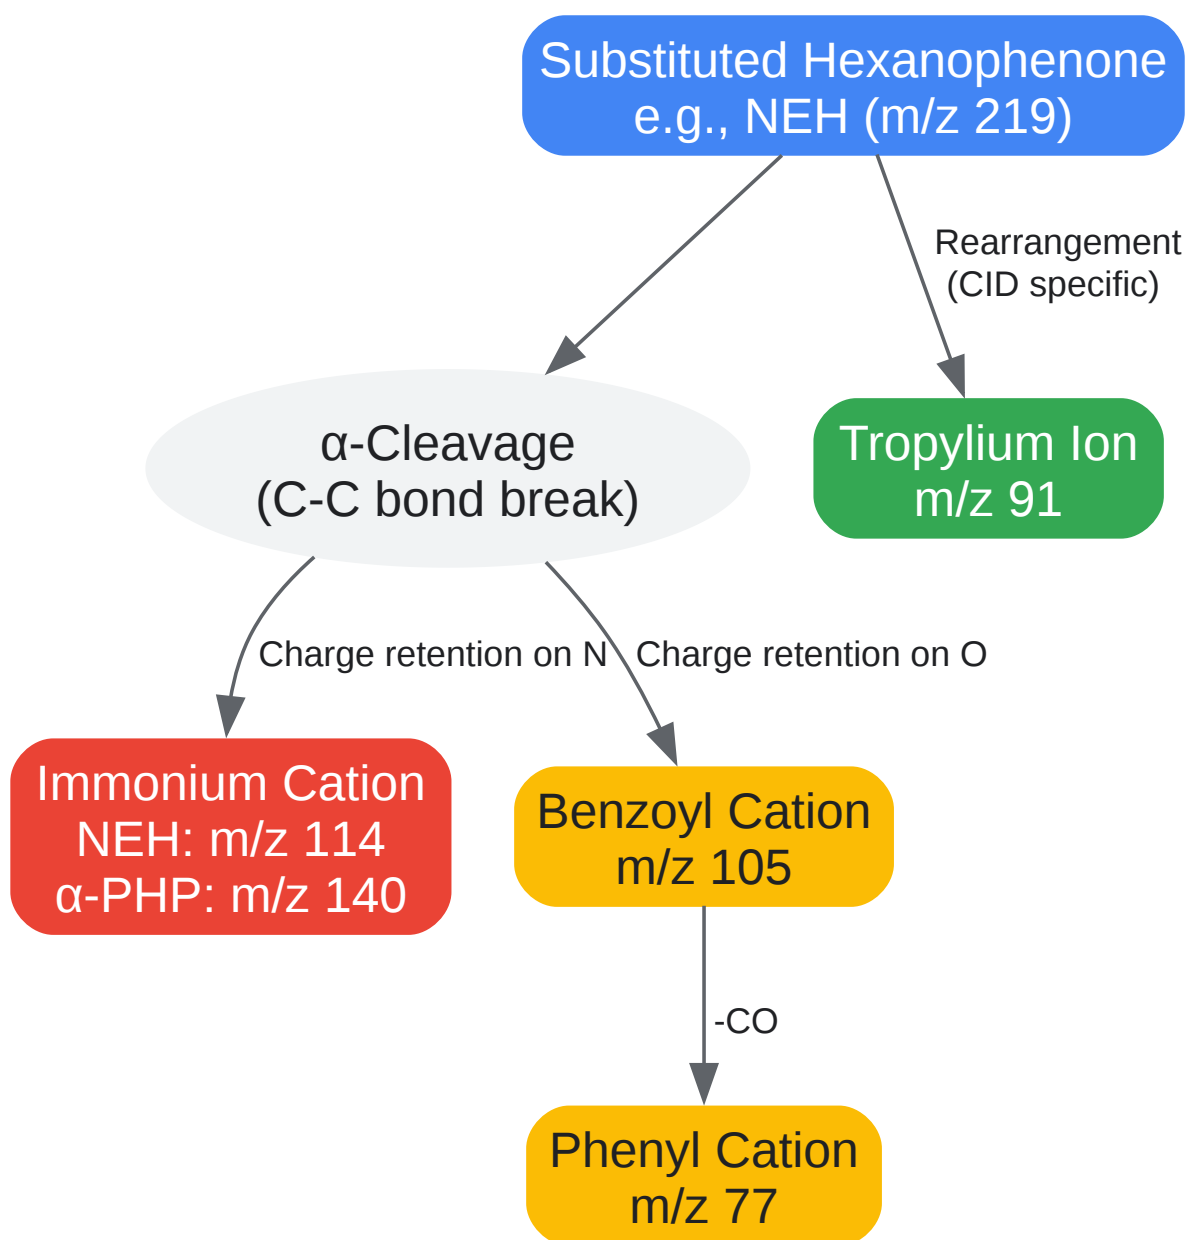 Substituted Hexanophenone
e.g., NEH (m/z 219)
Rearrangement
(CID specific)
α-Cleavage
(C-C bond break)
Tropylium Ion
m/z 91
Charge retention on N
Charge retention on O
Immonium Cation
NEH: m/z 114
α-PHP: m/z 140
Benzoyl Cation
m/z 105
-CO
Phenyl Cation
m/z 77